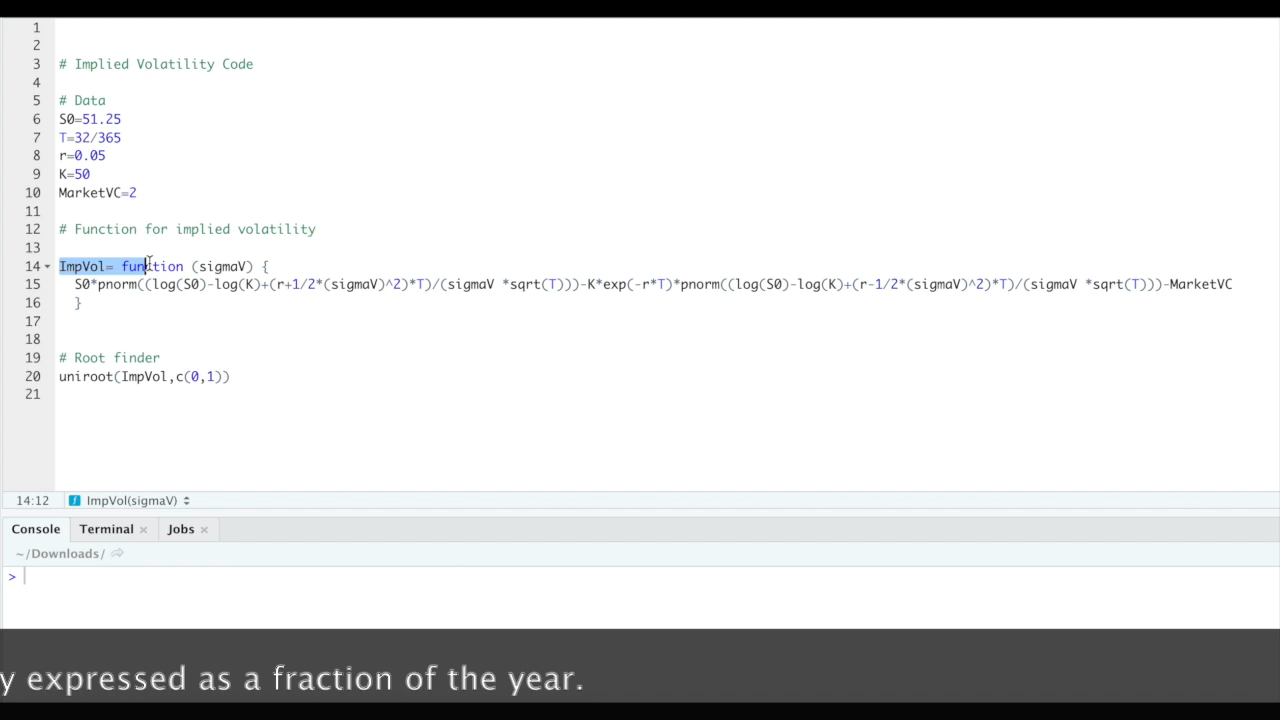 1
2
3 # Implied Volatility Code
4
5 # Data
6 S0=51.25
7 T=32/365
8 r=0.05
9 K=50
10 MarketVC=2
11
12 # Function for implied volatility
13
14 ImpVol= function (sigmaV) {
15 S0*pnorm((log(S0)-log(K)+(r+1/2*(sigmaV)^2)*T)/(sigmaV *sqrt(T)))-K*exp(-r*T)*pnorm((log(S0)-log(K)+(r-1/2*(sigmaV)^2)*T)/(sigmaV *sqrt(T)))-MarketVC
16 }
17
18
19 # Root finder
20 uniroot(ImpVol,c(0,1))
21
14:12 ImpVol(sigmaV)
Console Terminal Jobs
~/Downloads/
>
y expressed as a fraction of the year.